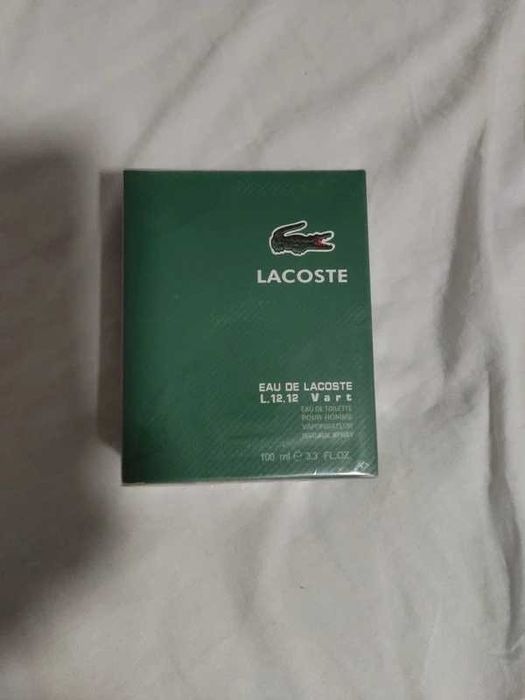 LACOSTE
EAU DE LACOSTE
L.12.12 Vart
EAU DE TOILETTE
POUR HOMME
VAPORISATEUR
NATURAL SPRAY
100 ml ℮ 3.3 FL.OZ.